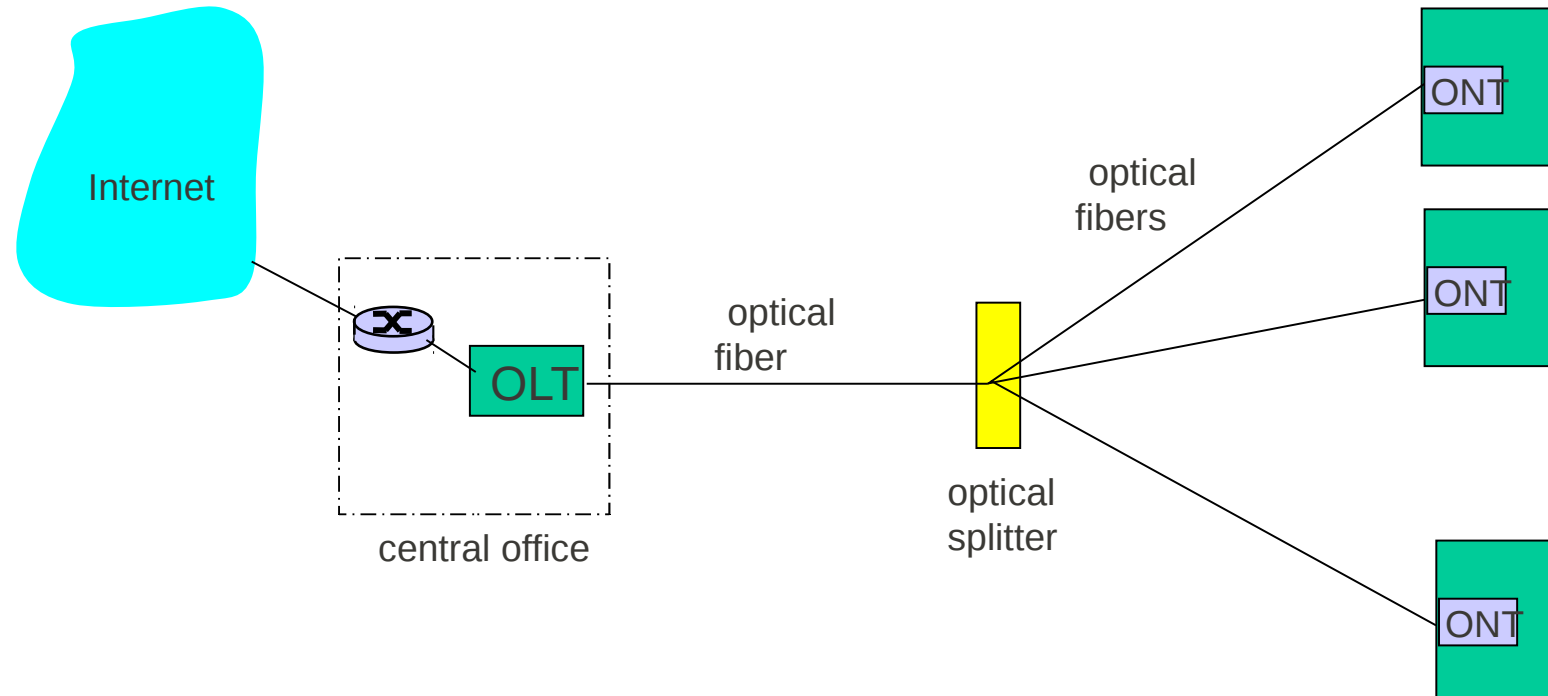 Internet
central office
OLT
optical
fiber
optical
splitter
optical
fibers
ONT
ONT
ONT